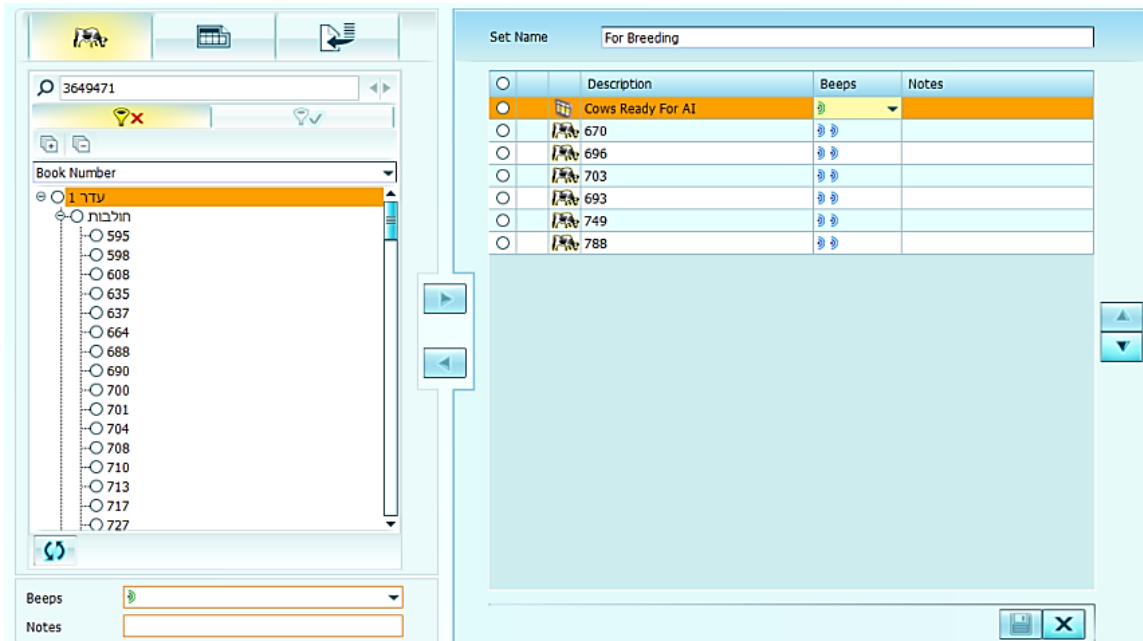 Set Name
For Breeding
3649471
Book Number
עדר 1
חולבות
595
598
608
635
637
664
688
690
700
701
704
708
710
713
717
727
Beeps
Notes
Description Beeps Notes
Cows Ready For AI
670
696
703
693
749
788